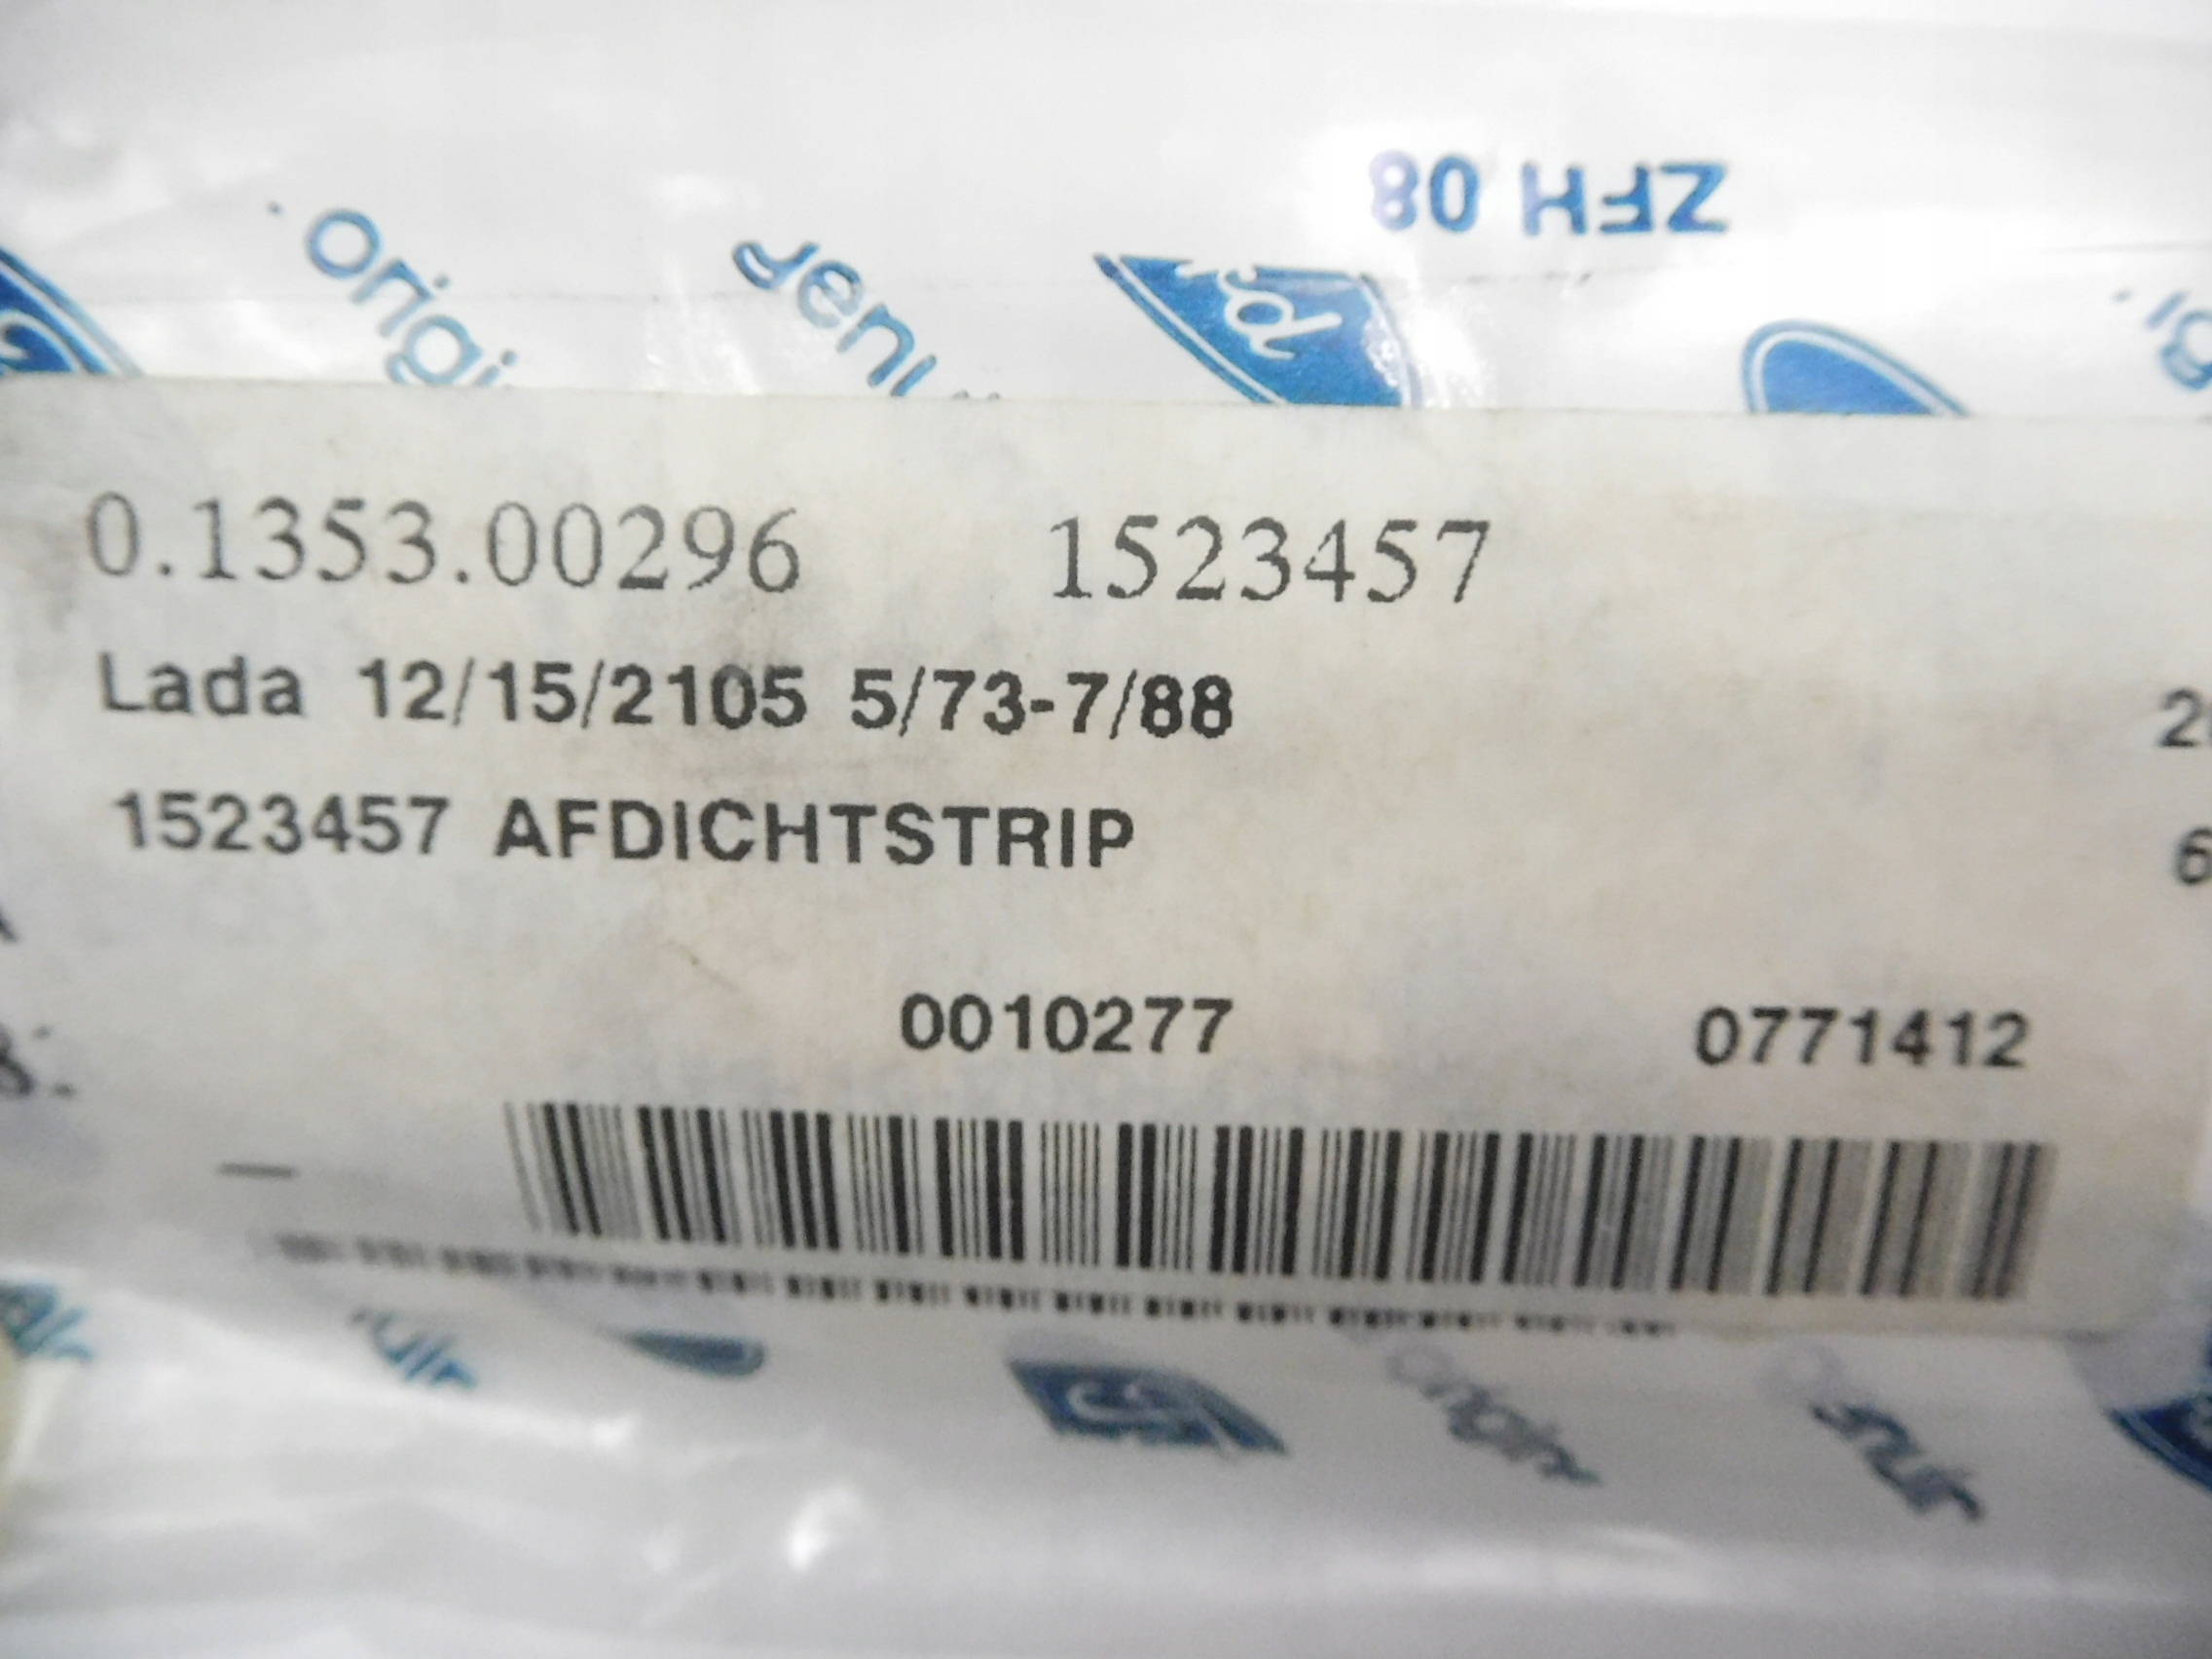 ZFH 08
0.1353.00296 1523457
Lada 12/15/2105 5/73-7/88
1523457 AFDICHTSTRIP
0010277 0771412